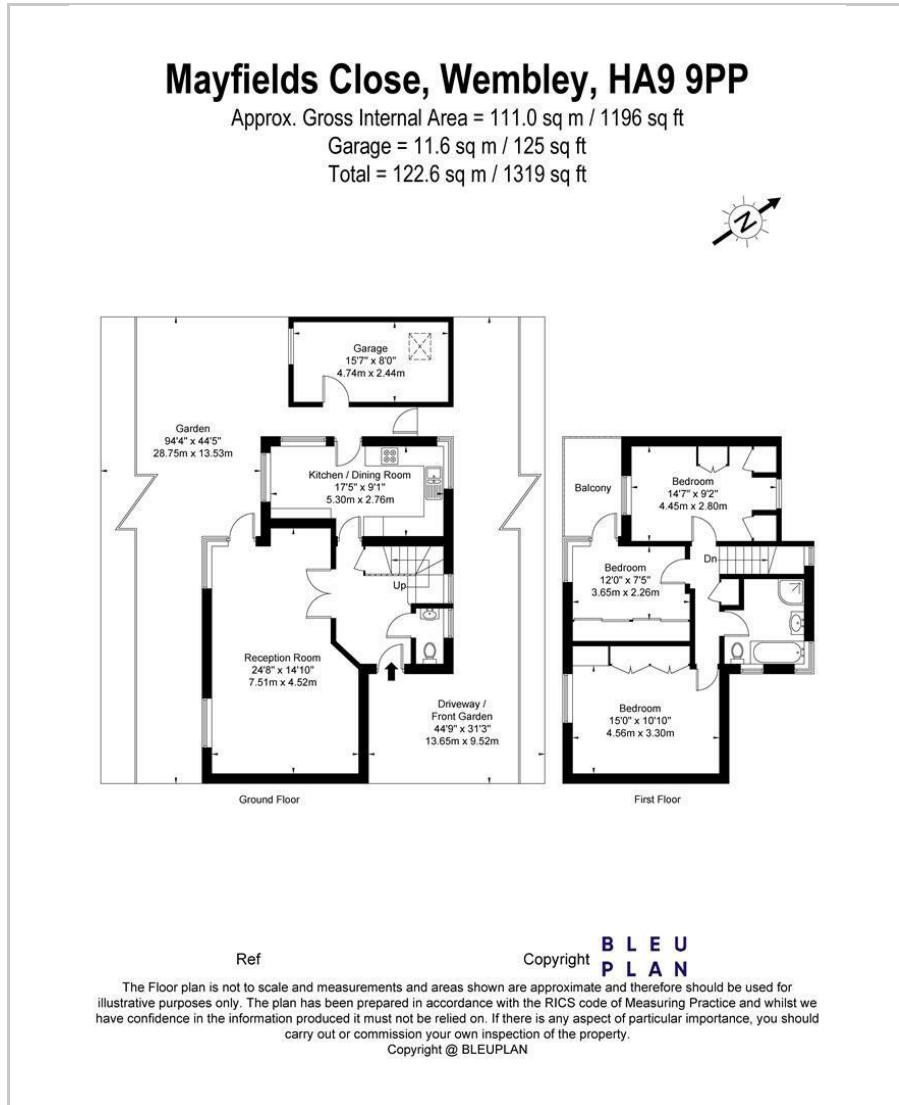 Mayfields Close, Wembley, HA9 9PP
Approx. Gross Internal Area = 111.0 sq m / 1196 sq ft
Garage = 11.6 sq m / 125 sq ft
Total = 122.6 sq m / 1319 sq ft
N
Garage
15'7" x 8'0"
4.74m x 2.44m
Garden
94'4" x 44'5"
28.75m x 13.53m
Kitchen / Dining Room
17'5" x 9'1"
5.30m x 2.76m
Up
Reception Room
24'8" x 14'10"
7.51m x 4.52m
Driveway /
Front Garden
44'9" x 31'3"
13.65m x 9.52m
Ground Floor
Balcony
Bedroom
14'7" x 9'2"
4.45m x 2.80m
Dn
Bedroom
12'0" x 7'5"
3.65m x 2.26m
Bedroom
15'0" x 10'10"
4.56m x 3.30m
First Floor
Ref
Copyright
BLEU
PLAN
The Floor plan is not to scale and measurements and areas shown are approximate and therefore should be used for
illustrative purposes only. The plan has been prepared in accordance with the RICS code of Measuring Practice and whilst we
have confidence in the information produced it must not be relied on. If there is any aspect of particular importance, you should
carry out or commission your own inspection of the property.
Copyright @ BLEUPLAN